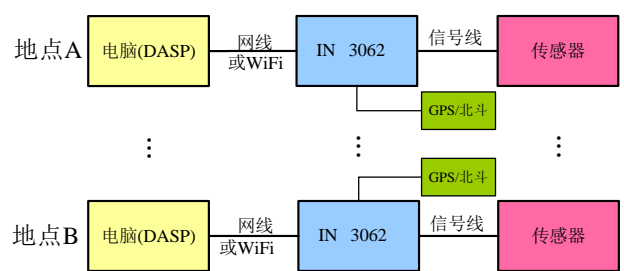 地点A
电脑(DASP)
网线
或WiFi
IN 3062
信号线
传感器
GPS/北斗
⋮ ⋮ ⋮
GPS/北斗
地点B
电脑(DASP)
网线
或WiFi
IN 3062
信号线
传感器